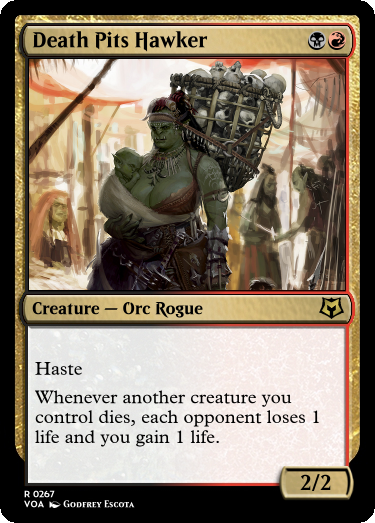 Death Pits Hawker
Creature — Orc Rogue
Haste
Whenever another creature you
control dies, each opponent loses 1
life and you gain 1 life.
2/2
R 0267
VOA Godfrey Escota